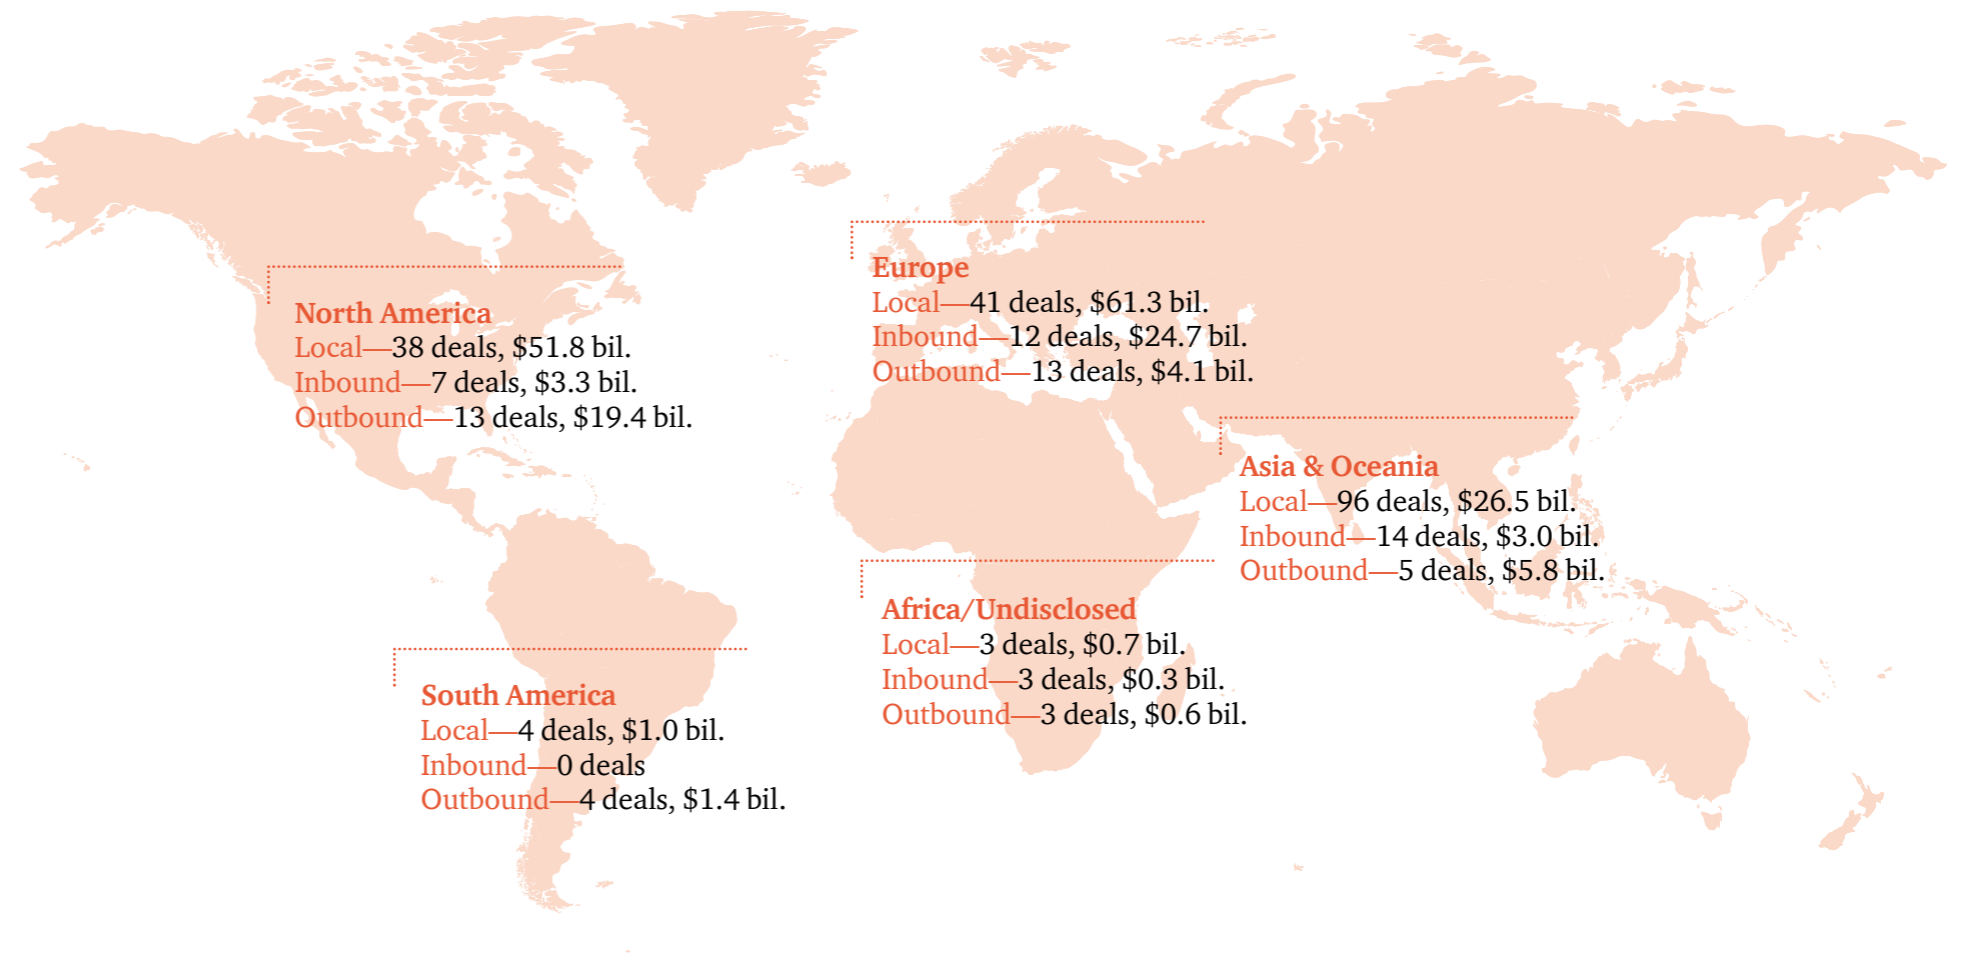 North America
Local—38 deals, $51.8 bil.
Inbound—7 deals, $3.3 bil.
Outbound—13 deals, $19.4 bil.
Europe
Local—41 deals, $61.3 bil.
Inbound—12 deals, $24.7 bil.
Outbound—13 deals, $4.1 bil.
Asia & Oceania
Local—96 deals, $26.5 bil.
Inbound—14 deals, $3.0 bil.
Outbound—5 deals, $5.8 bil.
Africa/Undisclosed
Local—3 deals, $0.7 bil.
Inbound—3 deals, $0.3 bil.
Outbound—3 deals, $0.6 bil.
South America
Local—4 deals, $1.0 bil.
Inbound—0 deals
Outbound—4 deals, $1.4 bil.